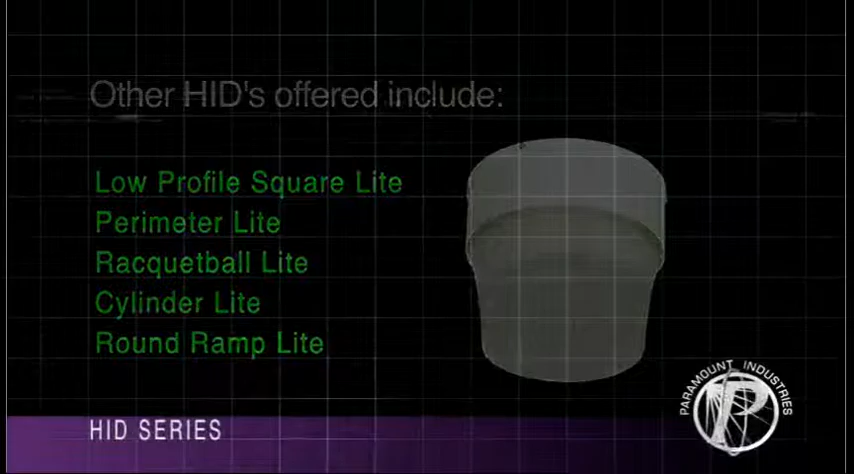 Other HID's offered include:
Low Profile Square Lite
Perimeter Lite
Racquetball Lite
Cylinder Lite
Round Ramp Lite
HID SERIES
PARAMOUNT INDUSTRIES
P